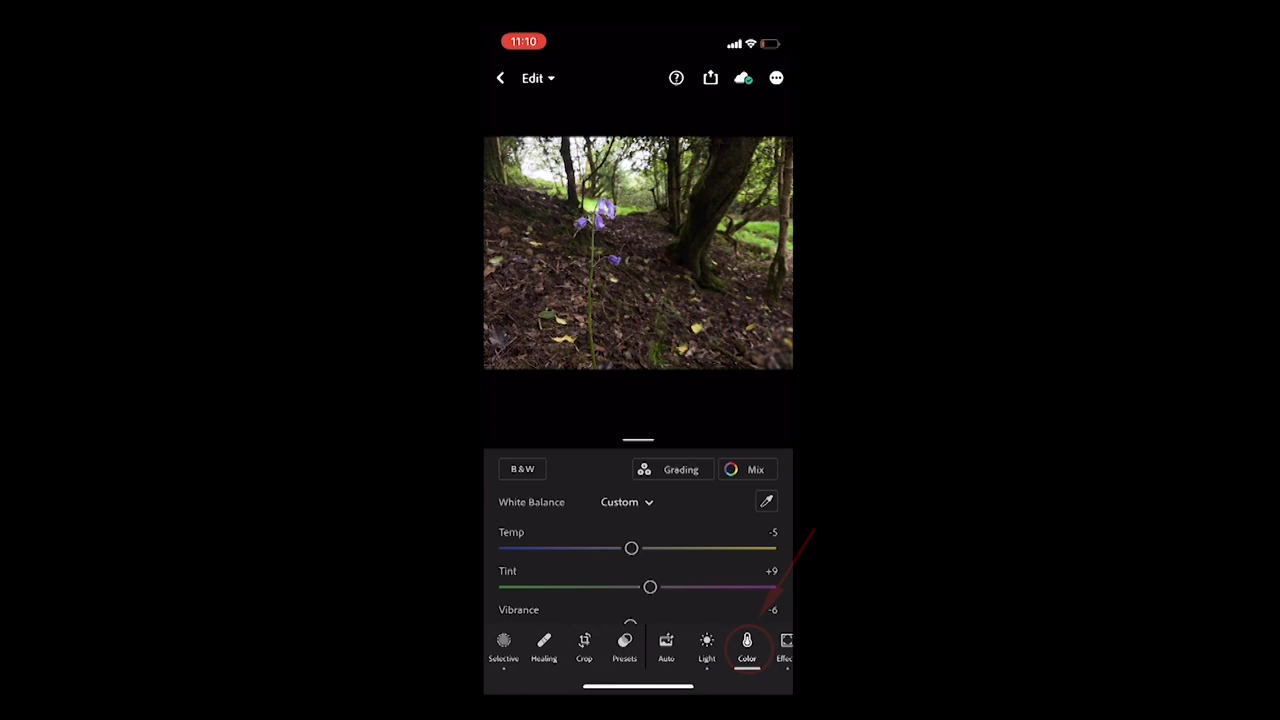 11:10
Edit
B & W
Grading
Mix
White Balance
Custom
Temp
-5
Tint
+9
Vibrance
-6
Selective
Healing
Crop
Presets
Auto
Light
Color
Effec